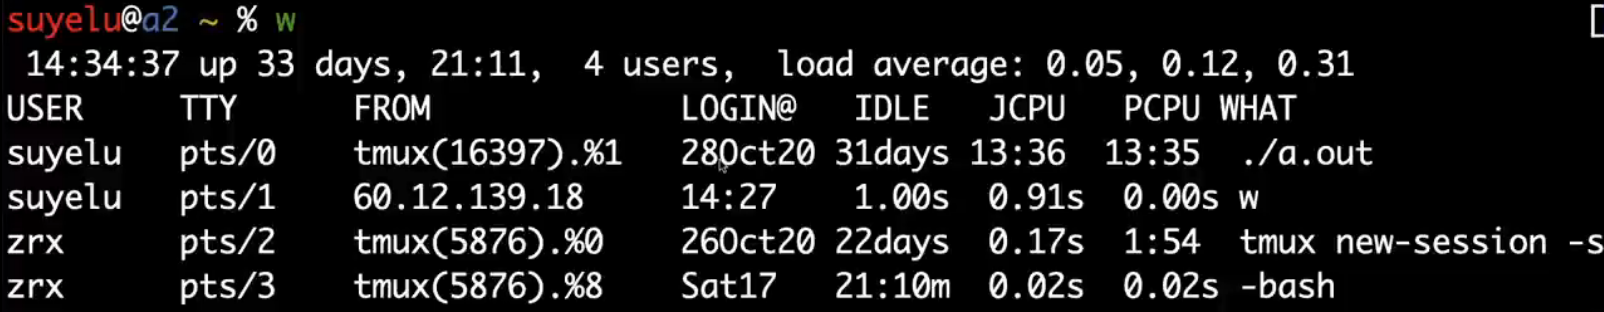 suyelu@a2 ~ % w
14:34:37 up 33 days, 21:11,  4 users,  load average: 0.05, 0.12, 0.31
USER     TTY      FROM             LOGIN@   IDLE   JCPU   PCPU WHAT
suyelu   pts/0    tmux(16397).%1   28Oct20 31days 13:36  13:35  ./a.out
suyelu   pts/1    60.12.139.18     14:27    1.00s  0.91s  0.00s w
zrx      pts/2    tmux(5876).%0    26Oct20 22days  0.17s  1:54  tmux new-session -s
zrx      pts/3    tmux(5876).%8    Sat17   21:10m  0.02s  0.02s -bash